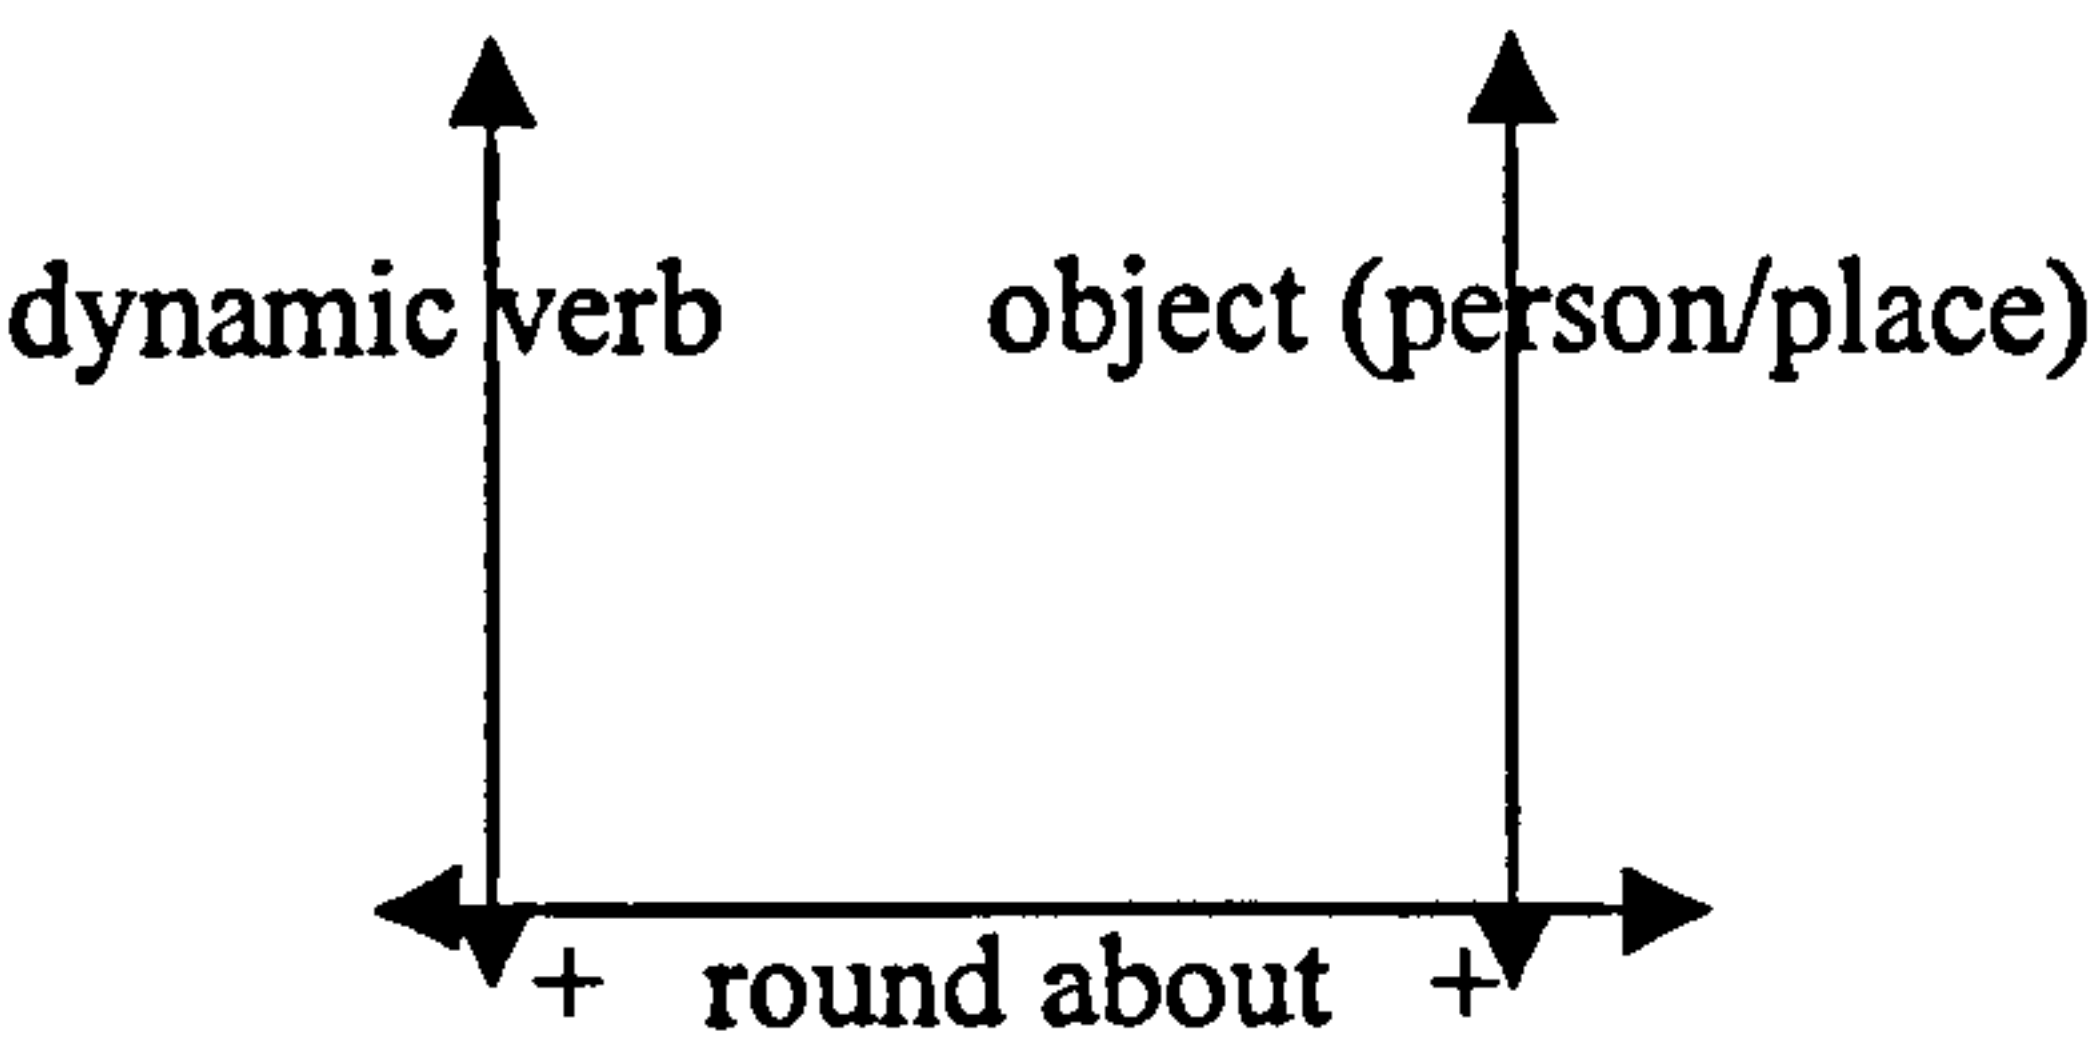 dynamic verb object (person/place)
+ round about +